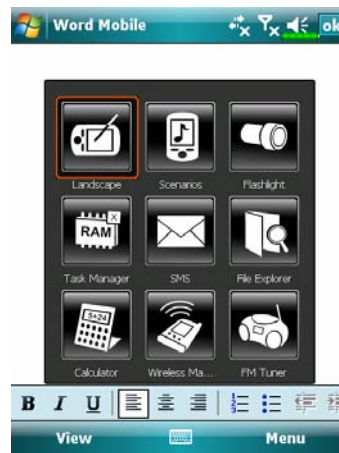 Word Mobile ok
Landscape Scenarios Flashlight
RAM
Task Manager SMS File Explorer
5+24
Calculator Wireless Ma... FM Tuner
B I U
View Menu